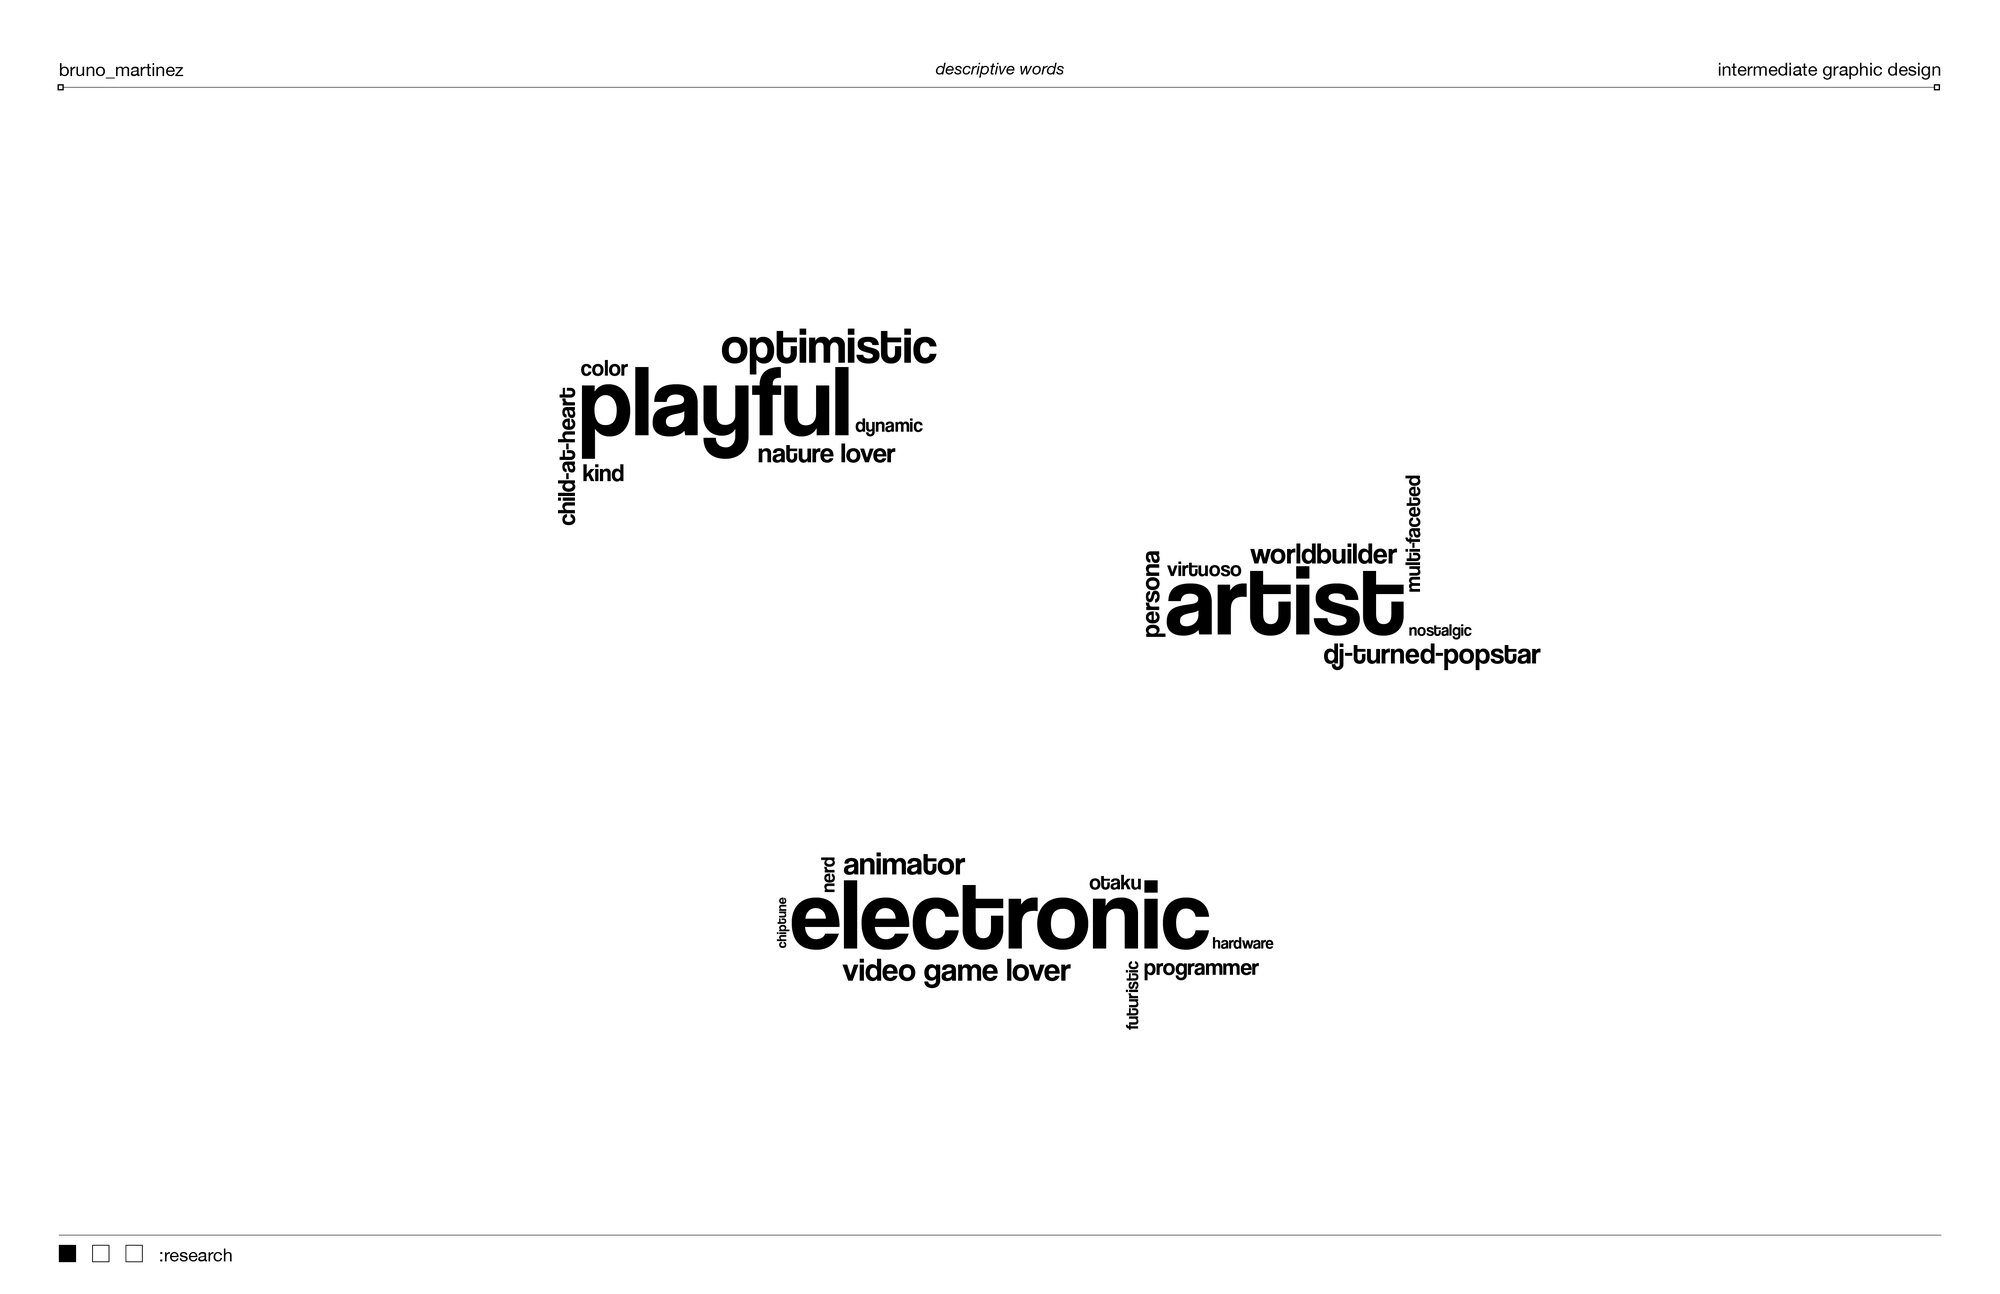 bruno_martinez
descriptive words
intermediate graphic design
optimistic
color
playful
child-at-heart
dynamic
nature lover
kind
multi-faceted
worldbuilder
persona
virtuoso
artist
nostalgic
dj-turned-popstar
nerd
animator
otaku
chiptune
electronic
hardware
video game lover
futuristic
programmer
:research